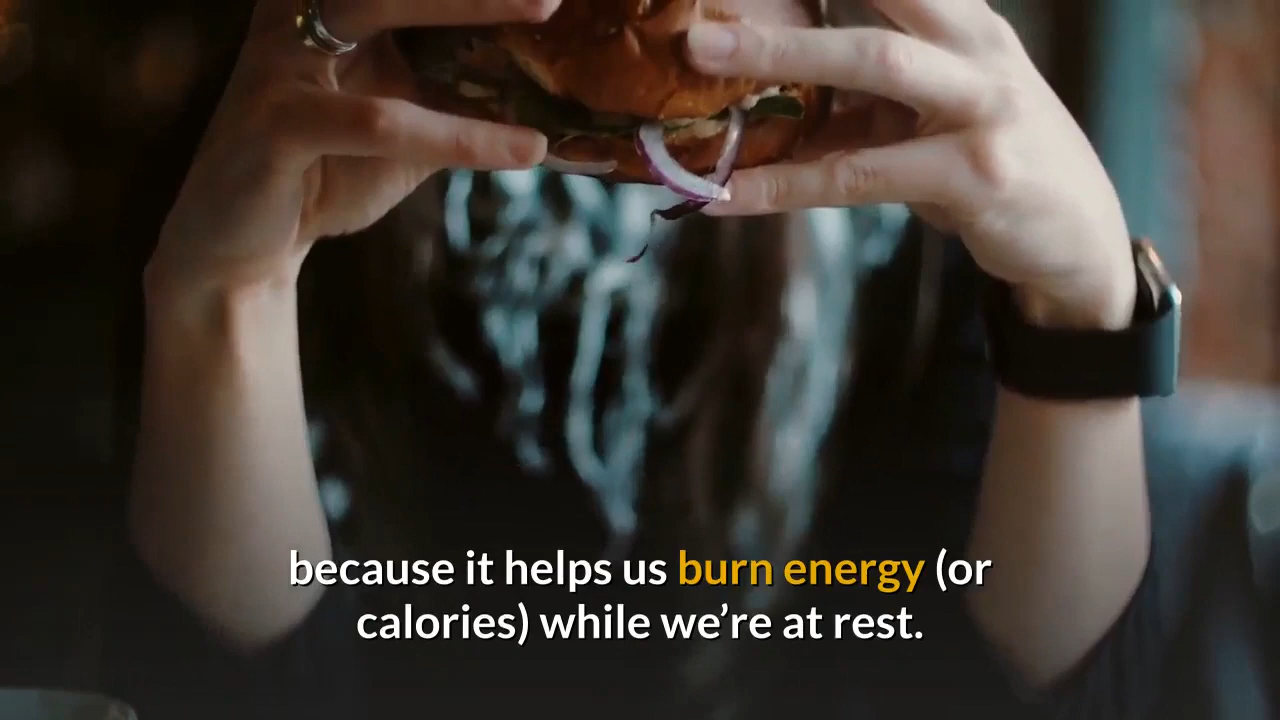 because it helps us burn energy (or
calories) while we’re at rest.